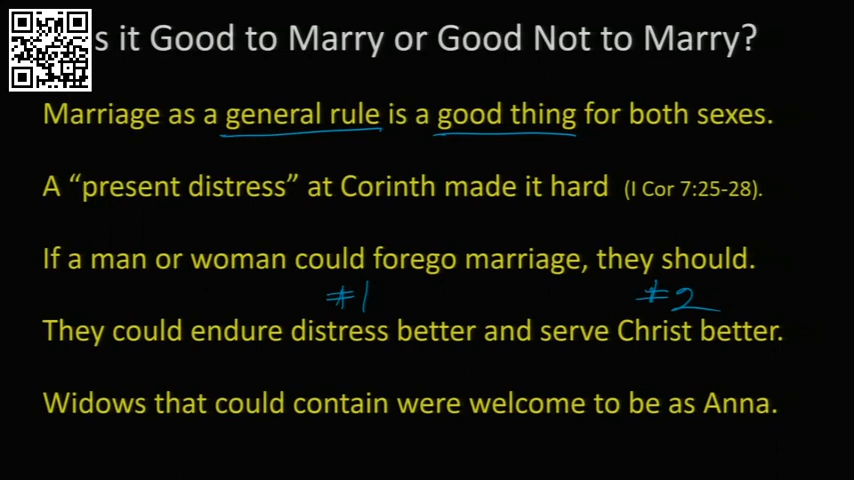 s it Good to Marry or Good Not to Marry?
Marriage as a general rule is a good thing for both sexes.
A “present distress” at Corinth made it hard (I Cor 7:25-28).
If a man or woman could forego marriage, they should.
#1 #2
They could endure distress better and serve Christ better.
Widows that could contain were welcome to be as Anna.